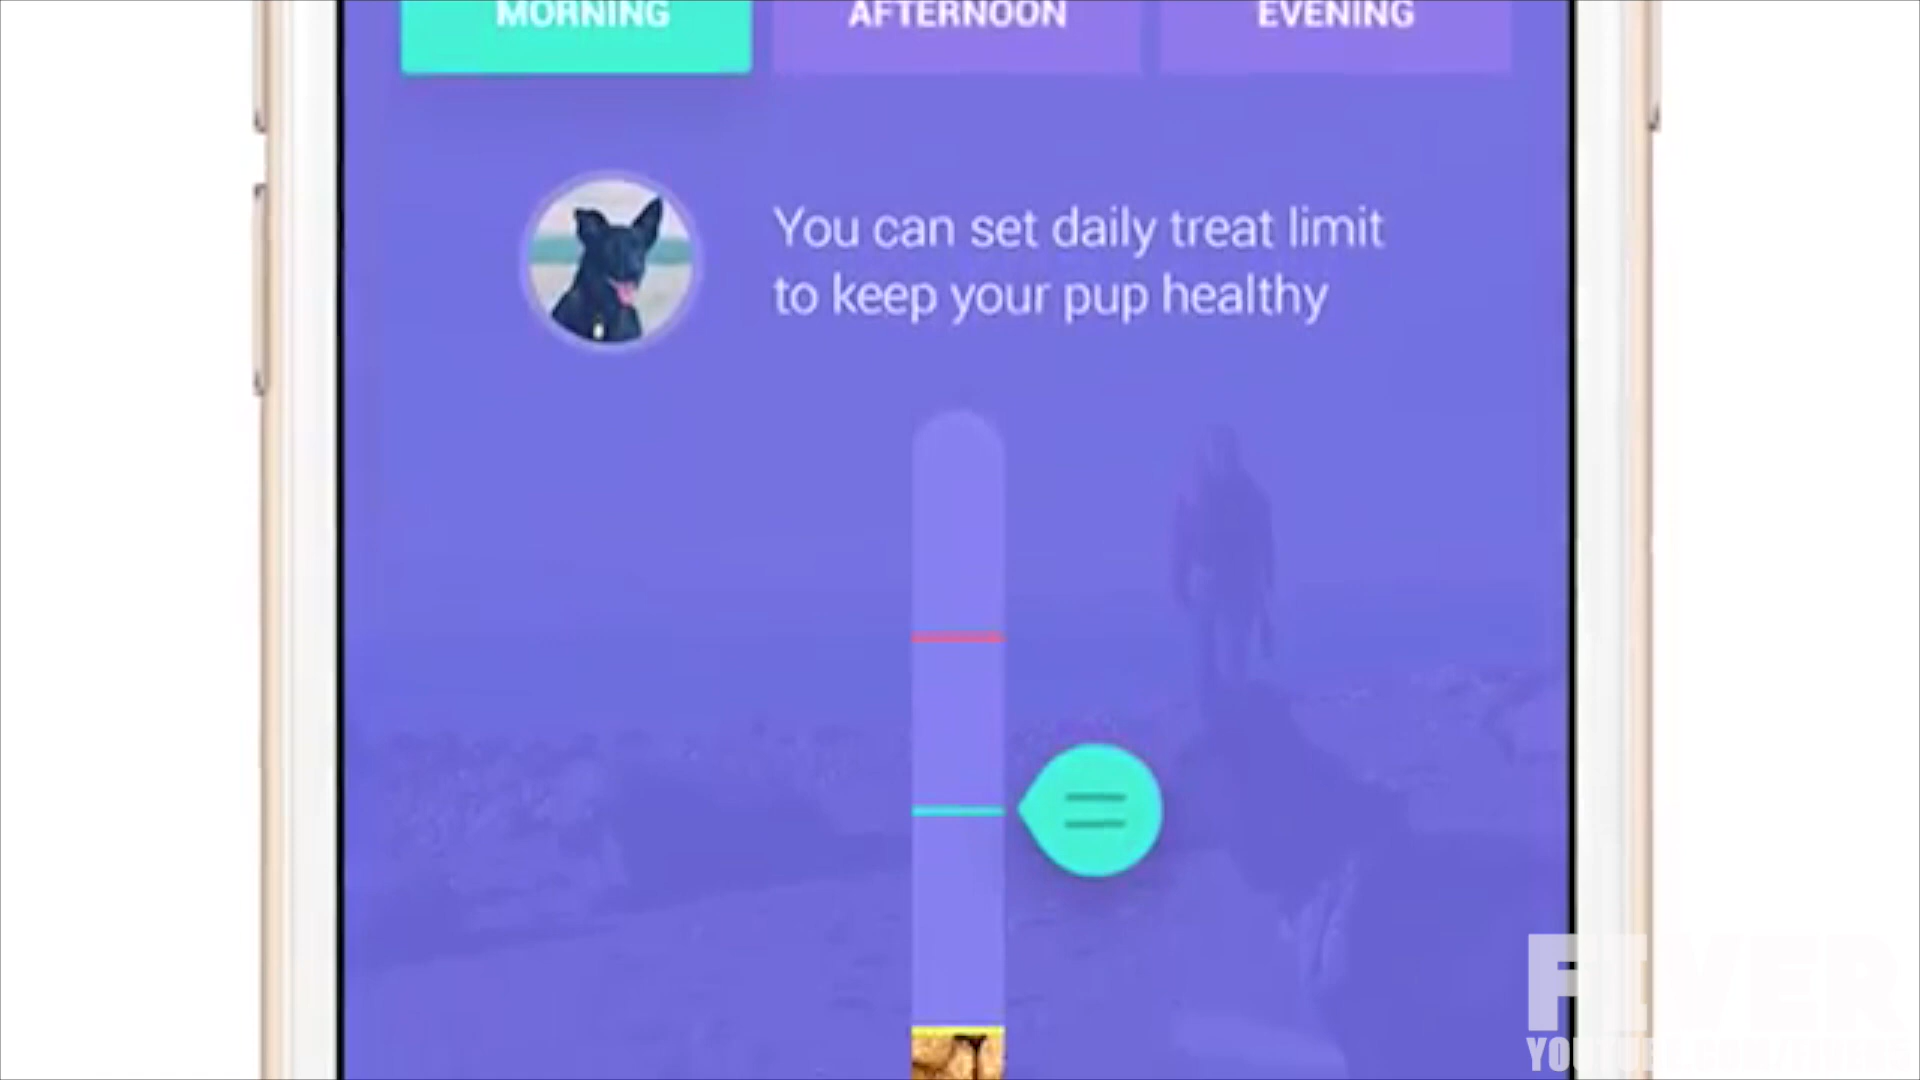 MORNING
AFTERNOON
EVENING
You can set daily treat limit
to keep your pup healthy